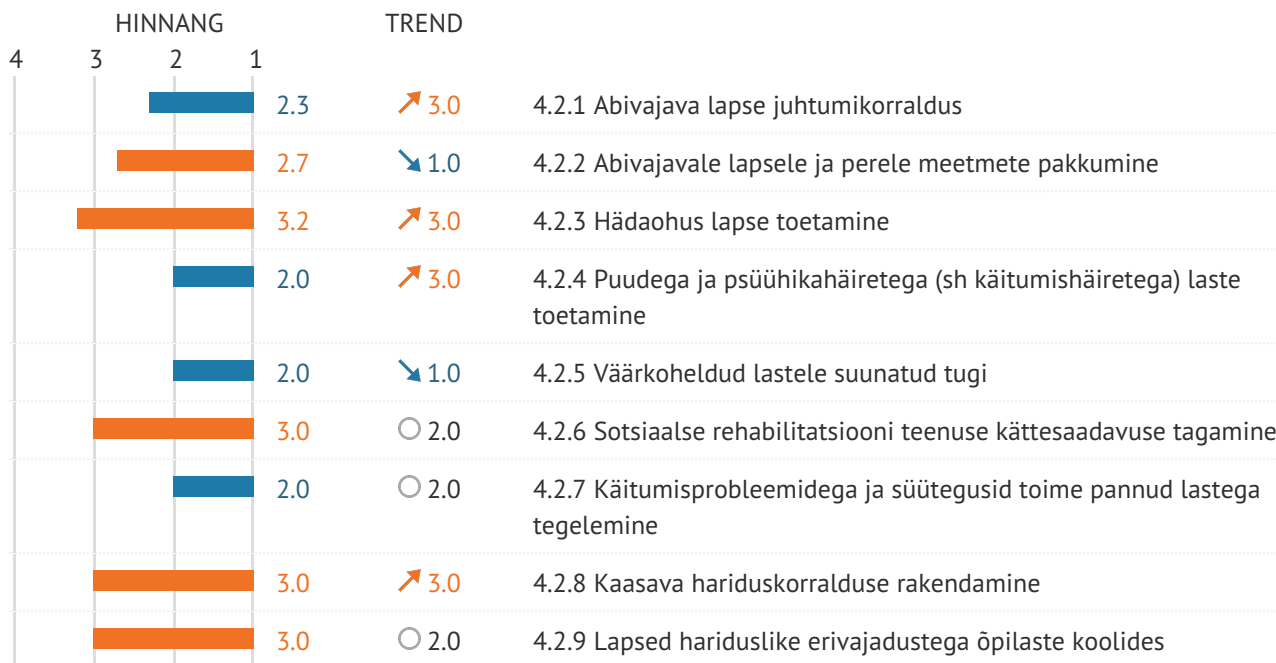 HINNANG TREND
4 3 2 1
2.3 3.0 4.2.1 Abivajava lapse juhtumikorraldus
2.7 1.0 4.2.2 Abivajavale lapsele ja perele meetmete pakkumine
3.2 3.0 4.2.3 Hädaohus lapse toetamine
2.0 3.0 4.2.4 Puudega ja psüühikahäiretega (sh käitumishäiretega) laste
toetamine
2.0 1.0 4.2.5 Väärkoheldud lastele suunatud tugi
3.0 2.0 4.2.6 Sotsiaalse rehabilitatsiooni teenuse kättesaadavuse tagamine
2.0 2.0 4.2.7 Käitumisprobleemidega ja süütegusid toime pannud lastega
tegelemine
3.0 3.0 4.2.8 Kaasava hariduskorralduse rakendamine
3.0 2.0 4.2.9 Lapsed hariduslike erivajadustega õpilaste koolides